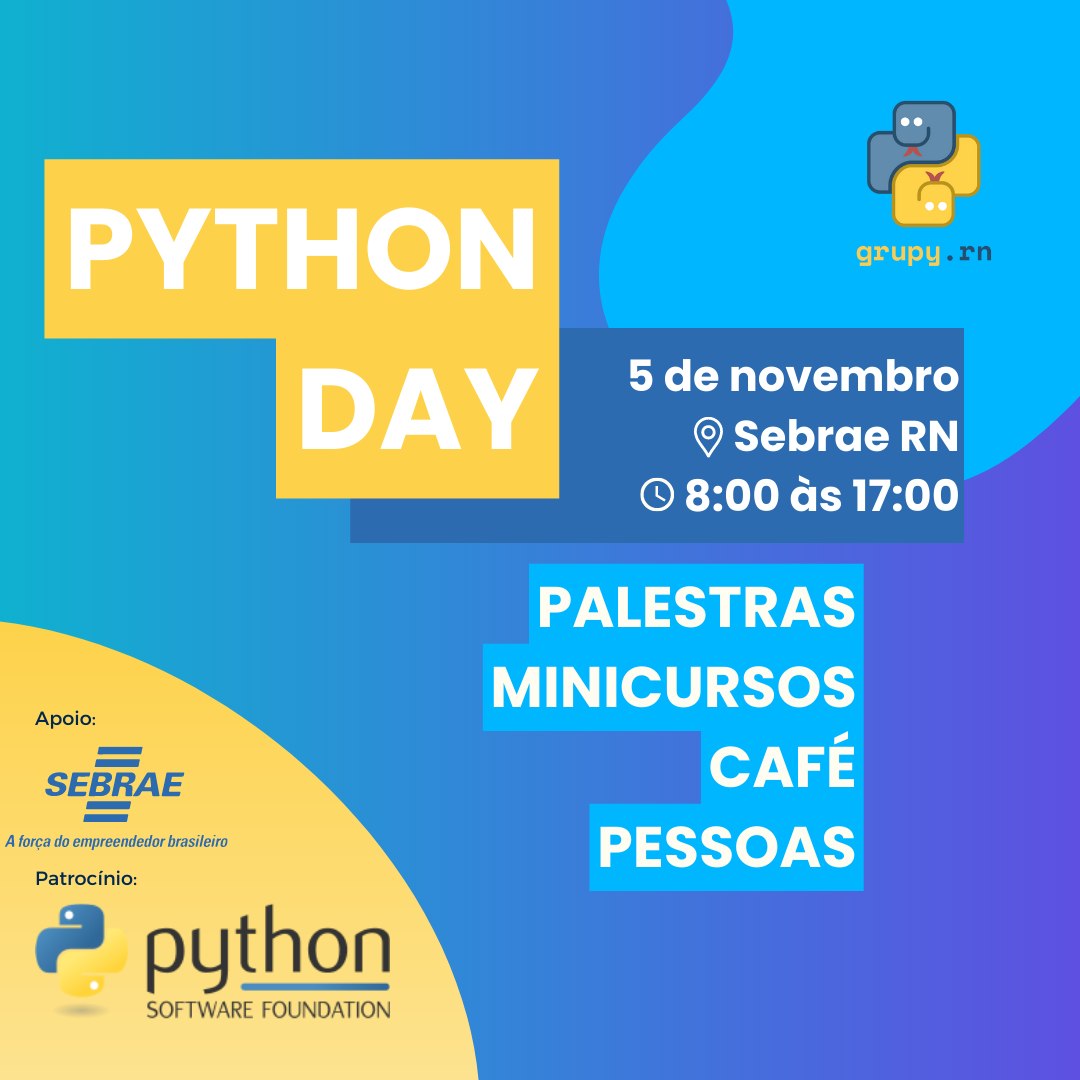 grupy.rn
PYTHON
DAY
5 de novembro
Sebrae RN
8:00 às 17:00
PALESTRAS
MINICURSOS
CAFÉ
PESSOAS
Apoio:
SEBRAE
A força do empreendedor brasileiro
Patrocínio:
python
SOFTWARE FOUNDATION